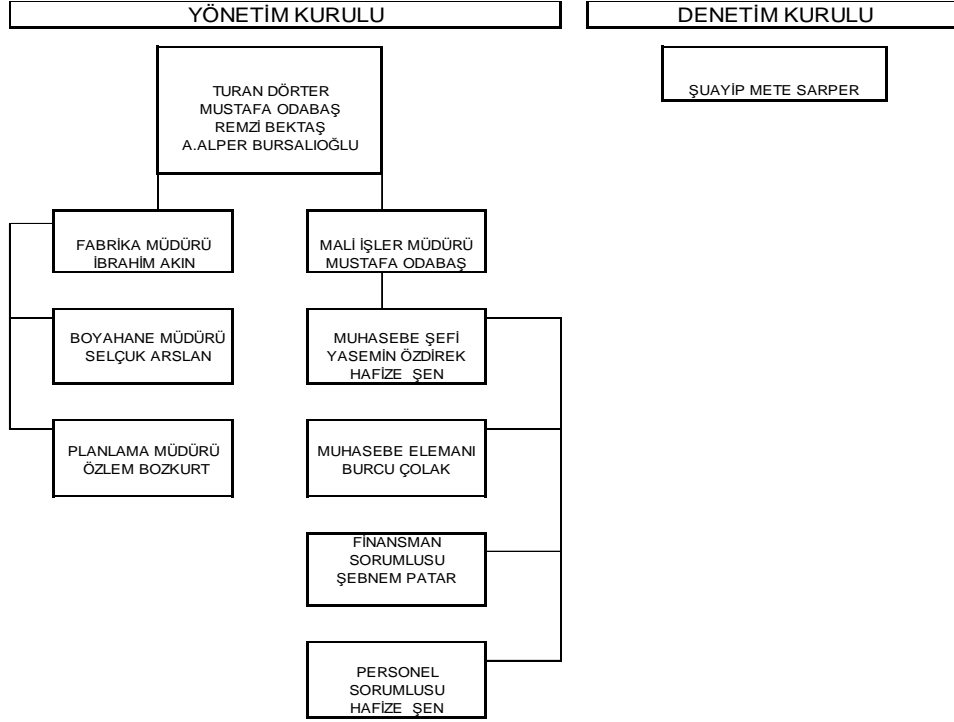 YÖNETİM KURULU
DENETİM KURULU
TURAN DÖRTER
MUSTAFA ODABAŞ
REMZİ BEKTAŞ
A.ALPER BURSALIOĞLU
ŞUAYİP METE SARPER
FABRİKA MÜDÜRÜ
İBRAHİM AKIN
MALİ İŞLER MÜDÜRÜ
MUSTAFA ODABAŞ
BOYAHANE MÜDÜRÜ
SELÇUK ARSLAN
MUHASEBE ŞEFİ
YASEMİN ÖZDİREK
HAFİZE ŞEN
PLANLAMA MÜDÜRÜ
ÖZLEM BOZKURT
MUHASEBE ELEMANI
BURCU ÇOLAK
FİNANSMAN
SORUMLUSU
ŞEBNEM PATAR
PERSONEL
SORUMLUSU
HAFİZE ŞEN